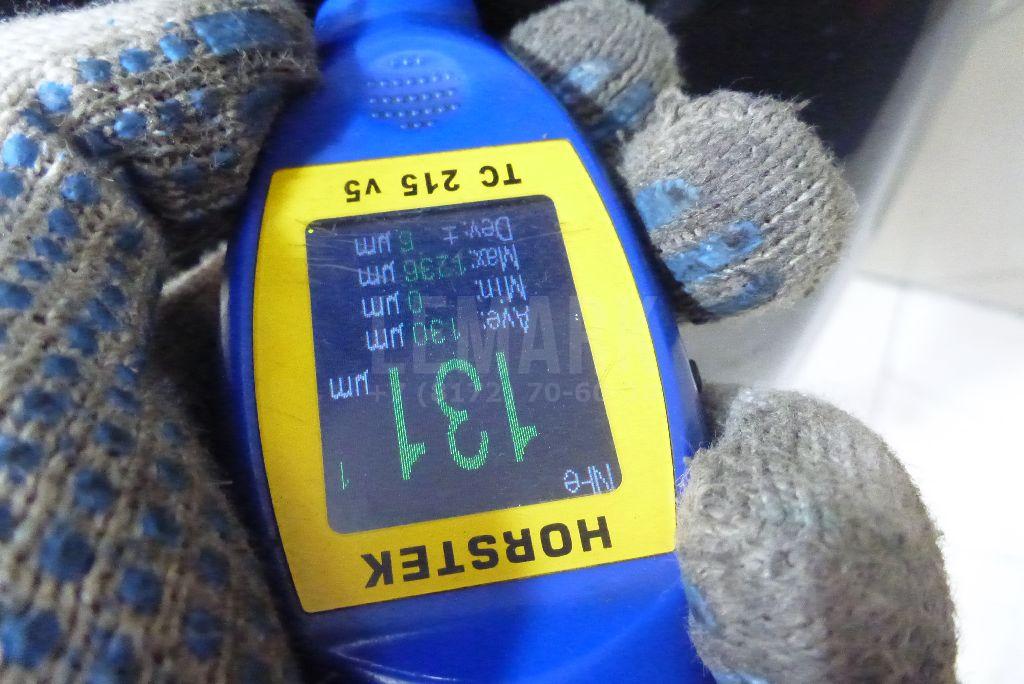 HORSTEK
NFe 1
131 µm
Ave: 130 µm
Min: 0 µm
Max: 1236 µm
Dev: ± 5 µm
TC 215 v5